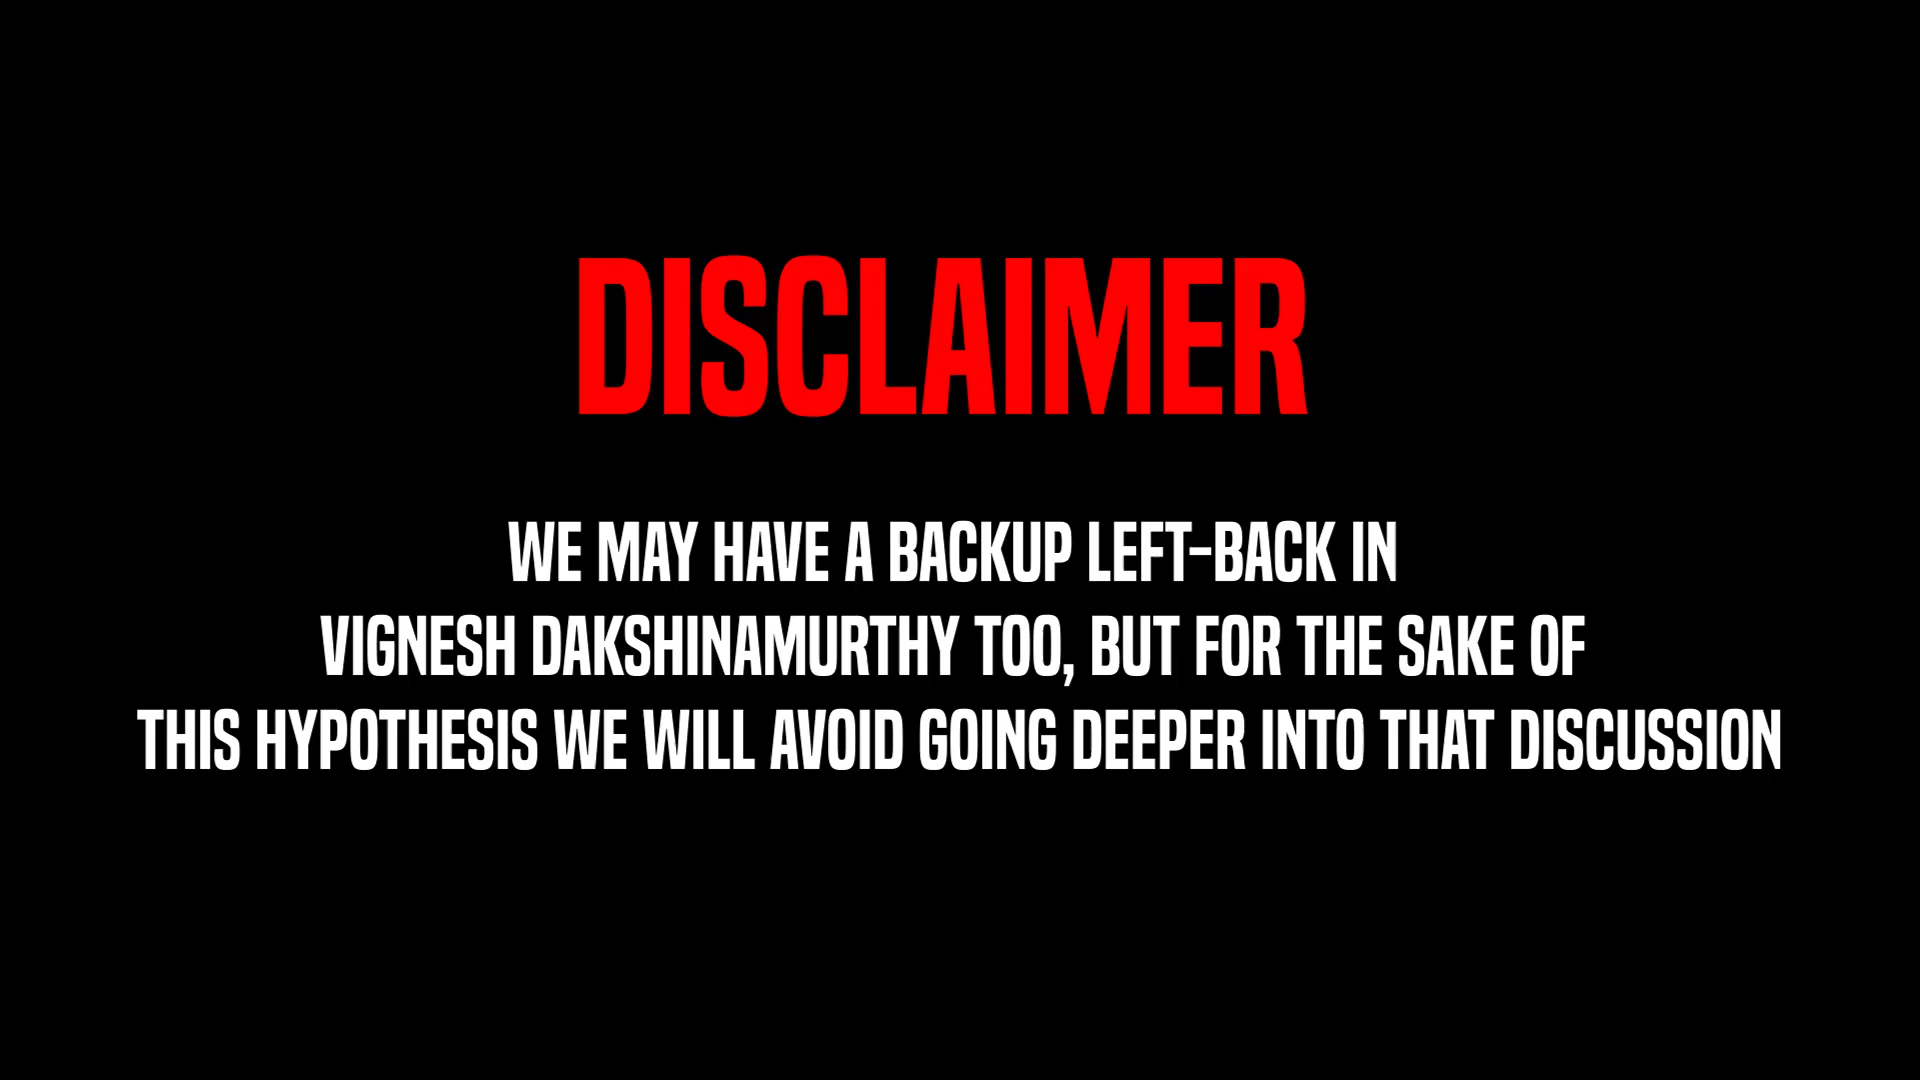 DISCLAIMER
WE MAY HAVE A BACKUP LEFT-BACK IN
VIGNESH DAKSHINAMURTHY TOO, BUT FOR THE SAKE OF
THIS HYPOTHESIS WE WILL AVOID GOING DEEPER INTO THAT DISCUSSION